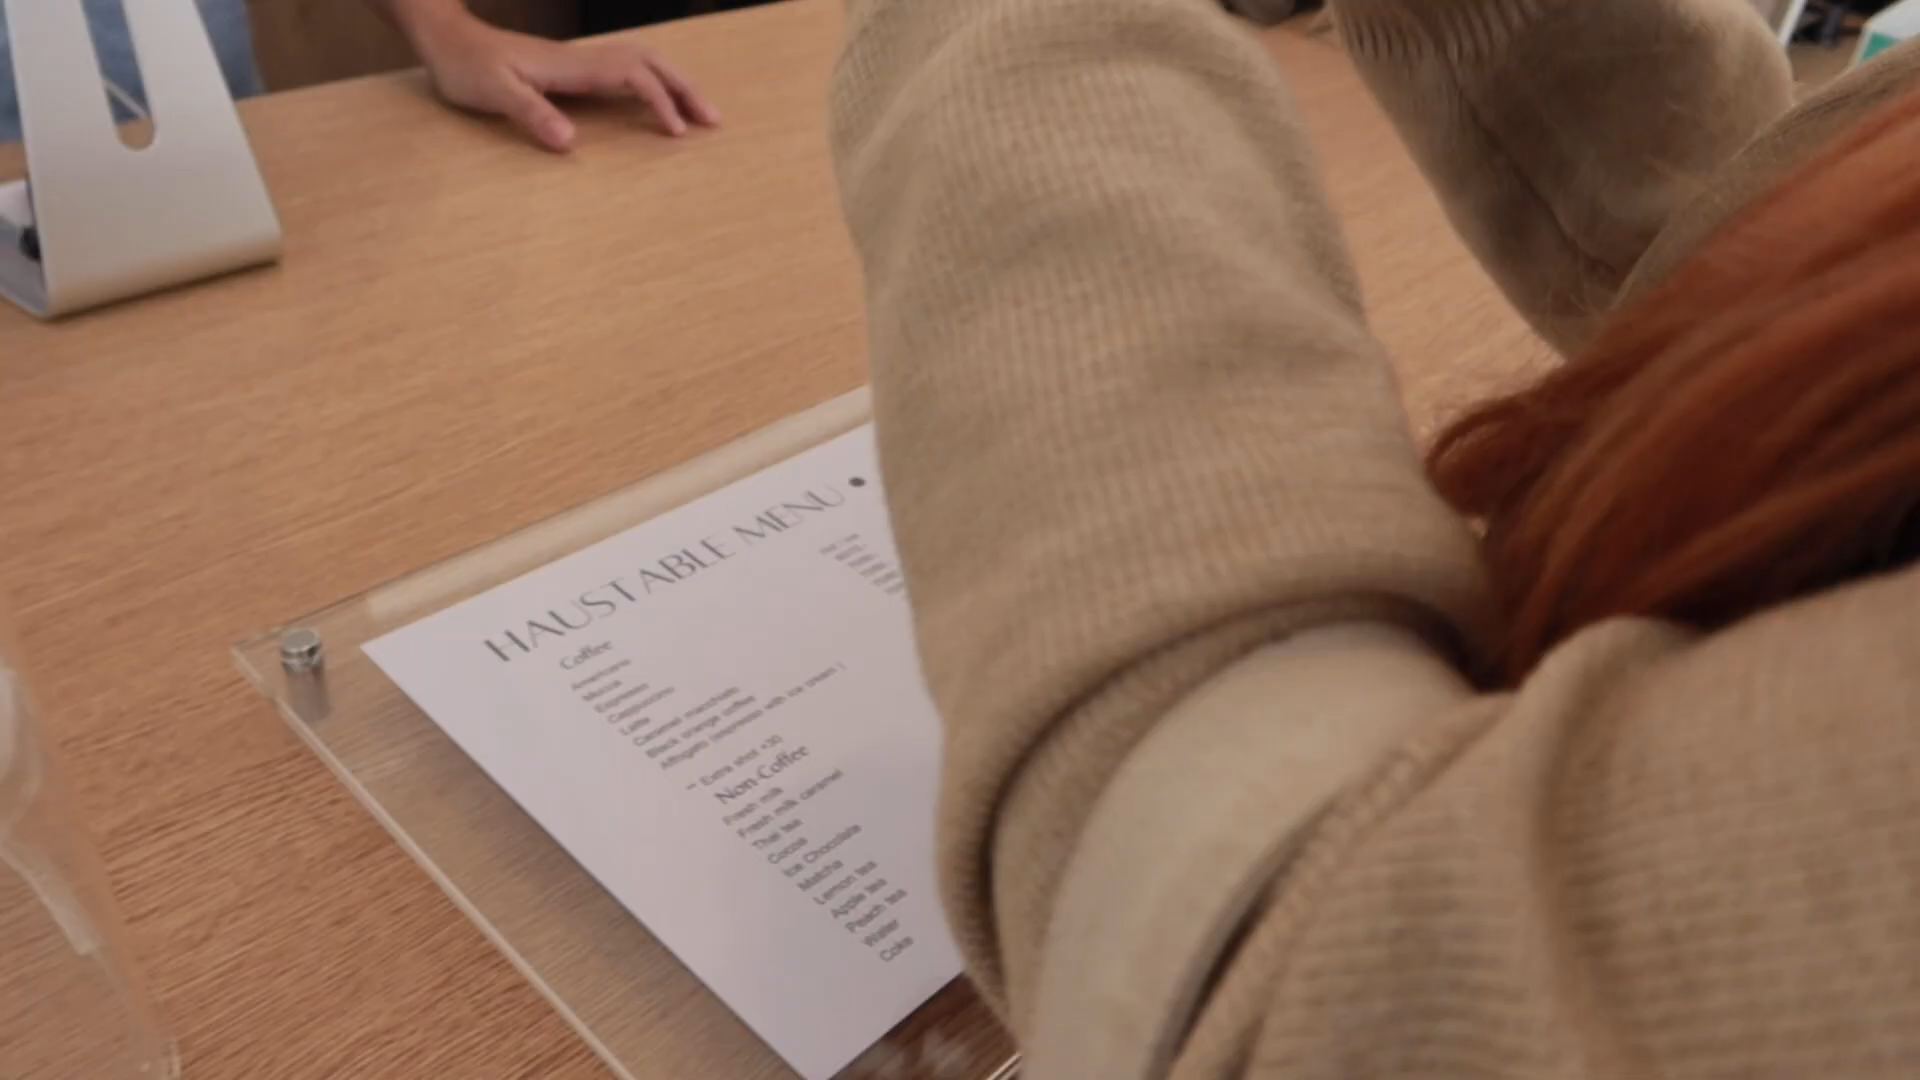 HAUSTABLE MENU •
Coffee
Americano
Mocca
Espresso
Cappuccino
Latte
Caramel macchiato
Black orange coffee
Affogato (espresso with ice cream )
– Extra shot +30
Non-Coffee
Fresh milk
Fresh milk caramel
Thai tea
Cocoa
Ice Chocolate
Matcha
Lemon tea
Apple tea
Peach tea
Water
Coke